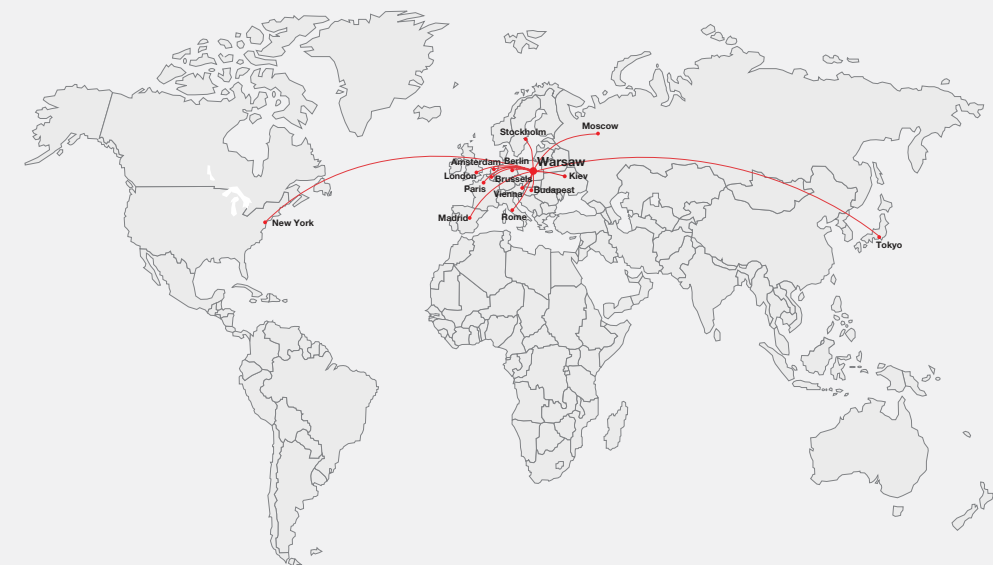 Moscow
Stockholm
Amsterdam
Berlin
Warsaw
London
Brussels
Kiev
Paris
Vienna
Budapest
Madrid
Rome
New York
Tokyo